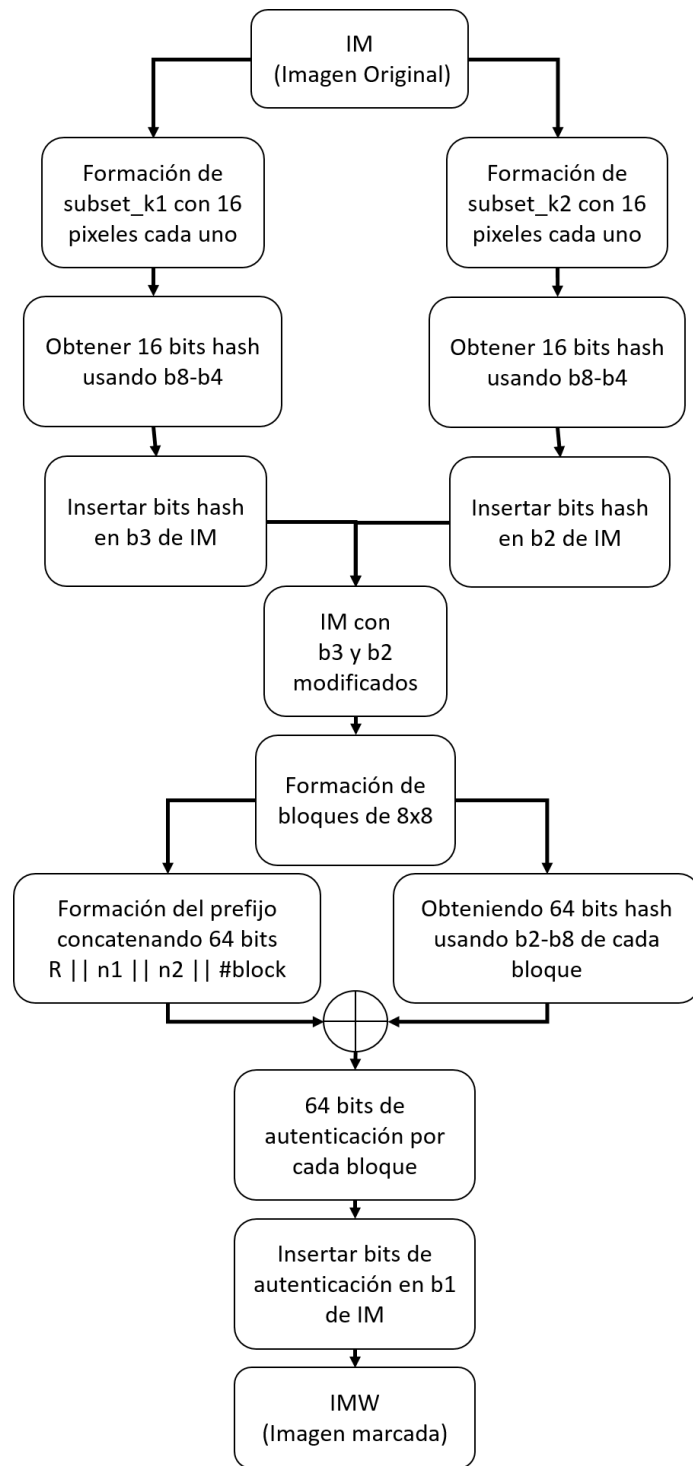 IM
(Imagen Original)
Formación de
subset_k1 con 16
pixeles cada uno
Formación de
subset_k2 con 16
pixeles cada uno
Obtener 16 bits hash
usando b8-b4
Obtener 16 bits hash
usando b8-b4
Insertar bits hash
en b3 de IM
Insertar bits hash
en b2 de IM
IM con
b3 y b2
modificados
Formación de
bloques de 8x8
Formación del prefijo
concatenando 64 bits
R || n1 || n2 || #block
Obteniendo 64 bits hash
usando b2-b8 de cada
bloque
64 bits de
autenticación por
cada bloque
Insertar bits de
autenticación en b1
de IM
IMW
(Imagen marcada)